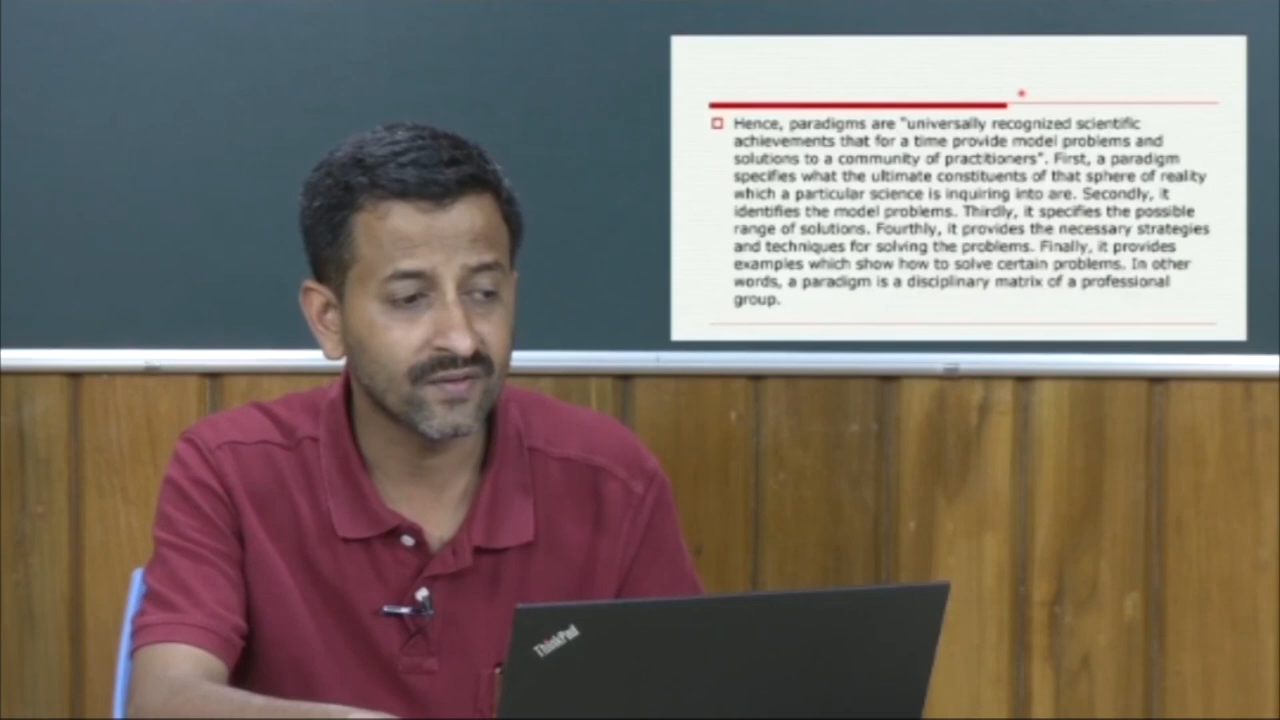 Hence, paradigms are "universally recognized scientific
achievements that for a time provide model problems and
solutions to a community of practitioners". First, a paradigm
specifies what the ultimate constituents of that sphere of reality
which a particular science is inquiring into are. Secondly, it
identifies the model problems. Thirdly, it specifies the possible
range of solutions. Fourthly, it provides the necessary strategies
and techniques for solving the problems. Finally, it provides
examples which show how to solve certain problems. In other
words, a paradigm is a disciplinary matrix of a professional
group.
ThinkPad